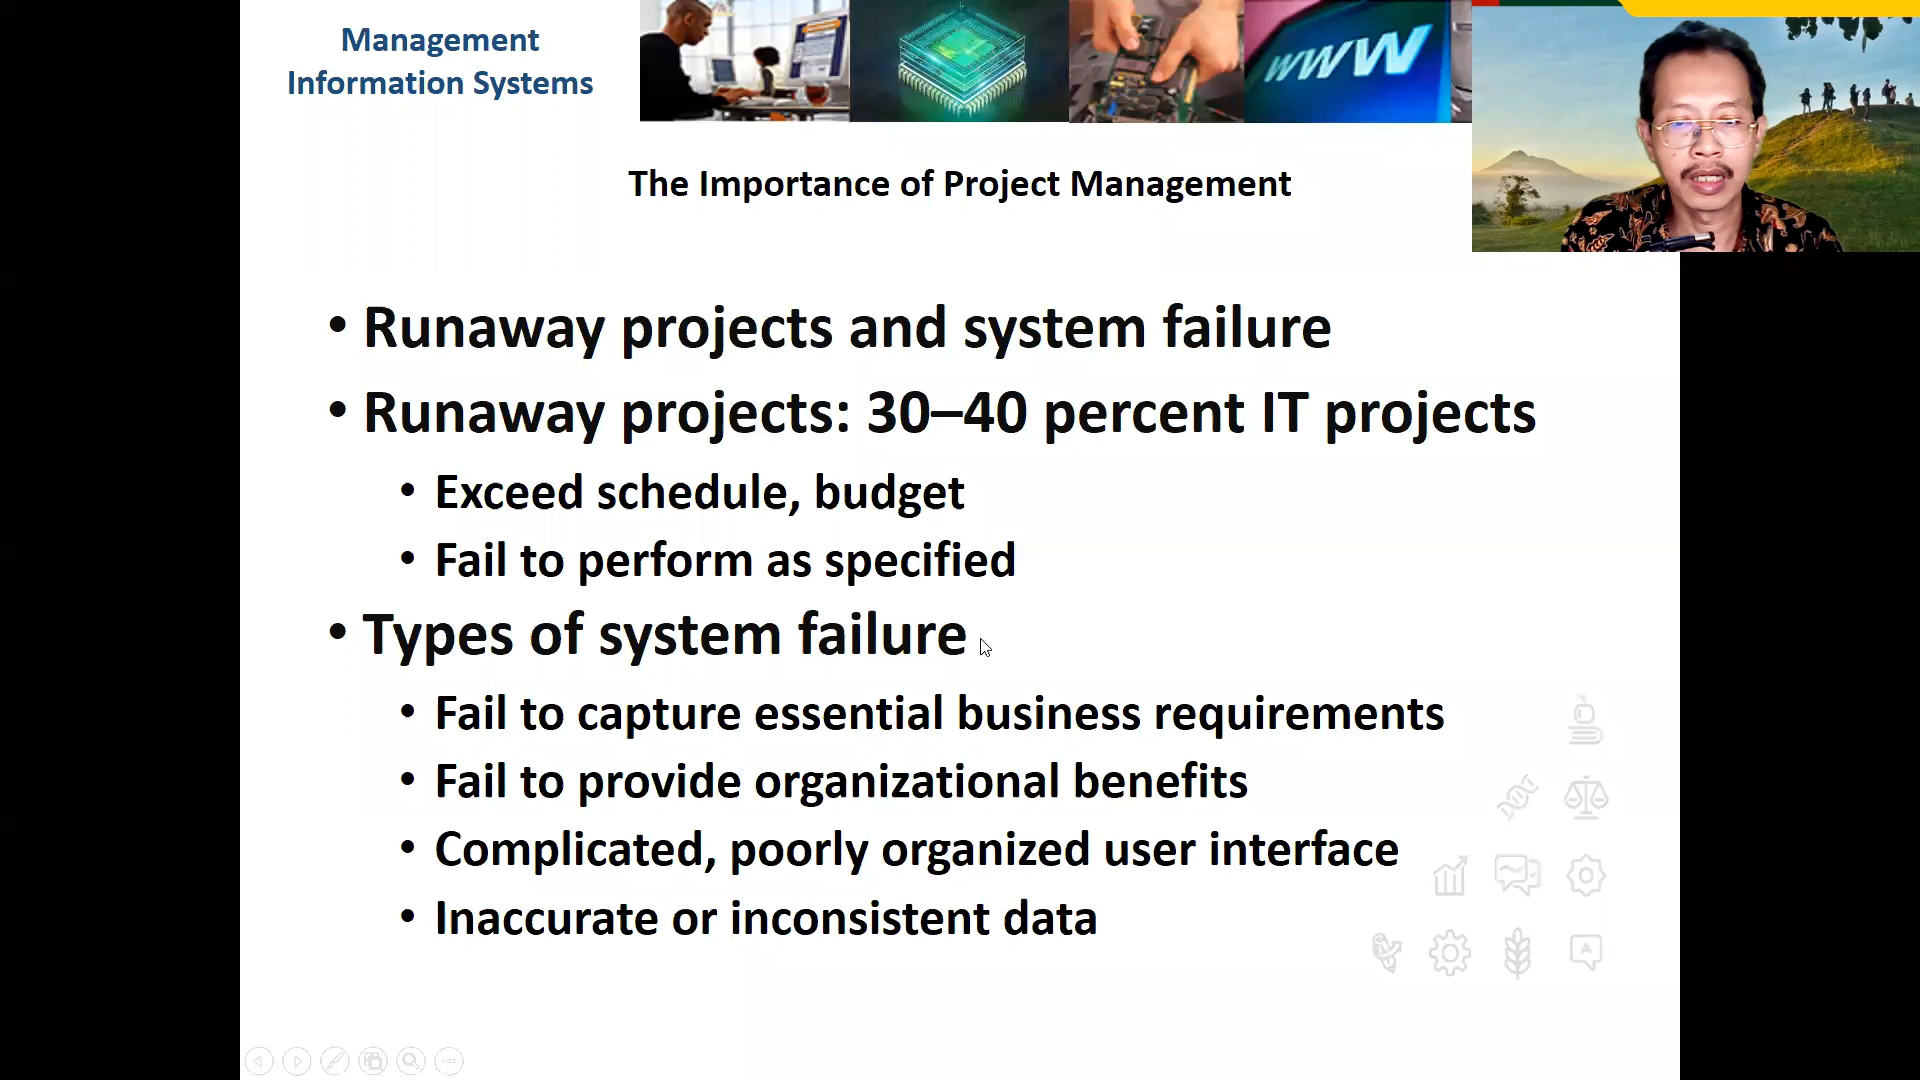 Management
Information Systems
www
The Importance of Project Management
• Runaway projects and system failure
• Runaway projects: 30–40 percent IT projects
• Exceed schedule, budget
• Fail to perform as specified
• Types of system failure
• Fail to capture essential business requirements
• Fail to provide organizational benefits
• Complicated, poorly organized user interface
• Inaccurate or inconsistent data
A